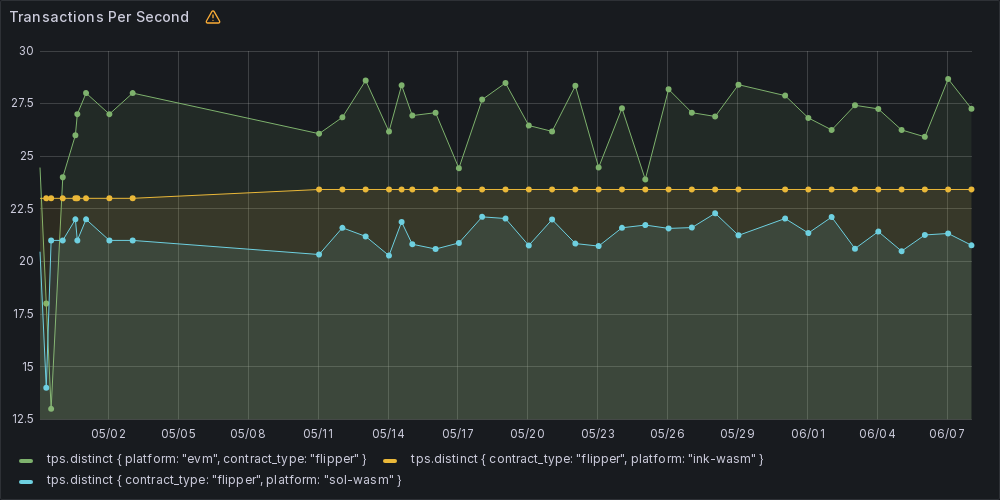 Transactions Per Second
30
27.5
25
22.5
20
17.5
15
12.5
05/02 05/05 05/08 05/11 05/14 05/17 05/20 05/23 05/26 05/29 06/01 06/04 06/07
tps.distinct { platform: "evm", contract_type: "flipper" } tps.distinct { contract_type: "flipper", platform: "ink-wasm" }
tps.distinct { contract_type: "flipper", platform: "sol-wasm" }